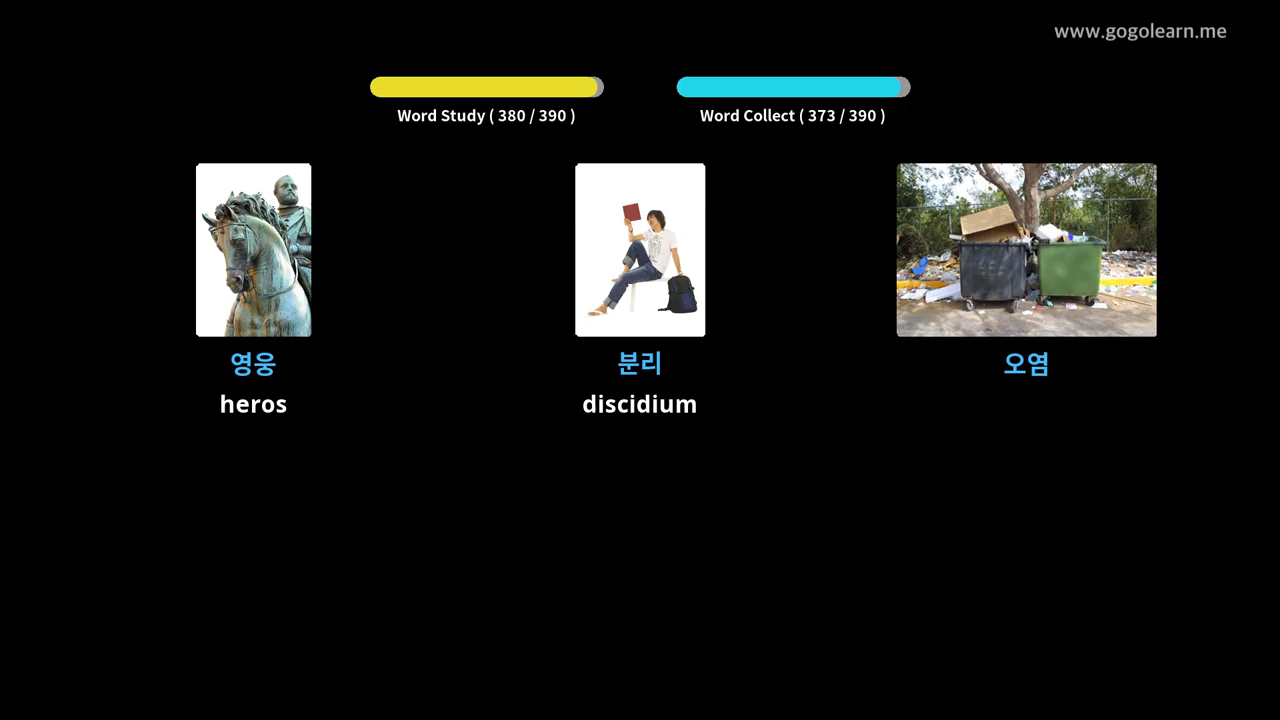 www.gogolearn.me
Word Study ( 380 / 390 )
Word Collect ( 373 / 390 )
영웅
heros
분리
discidium
오염